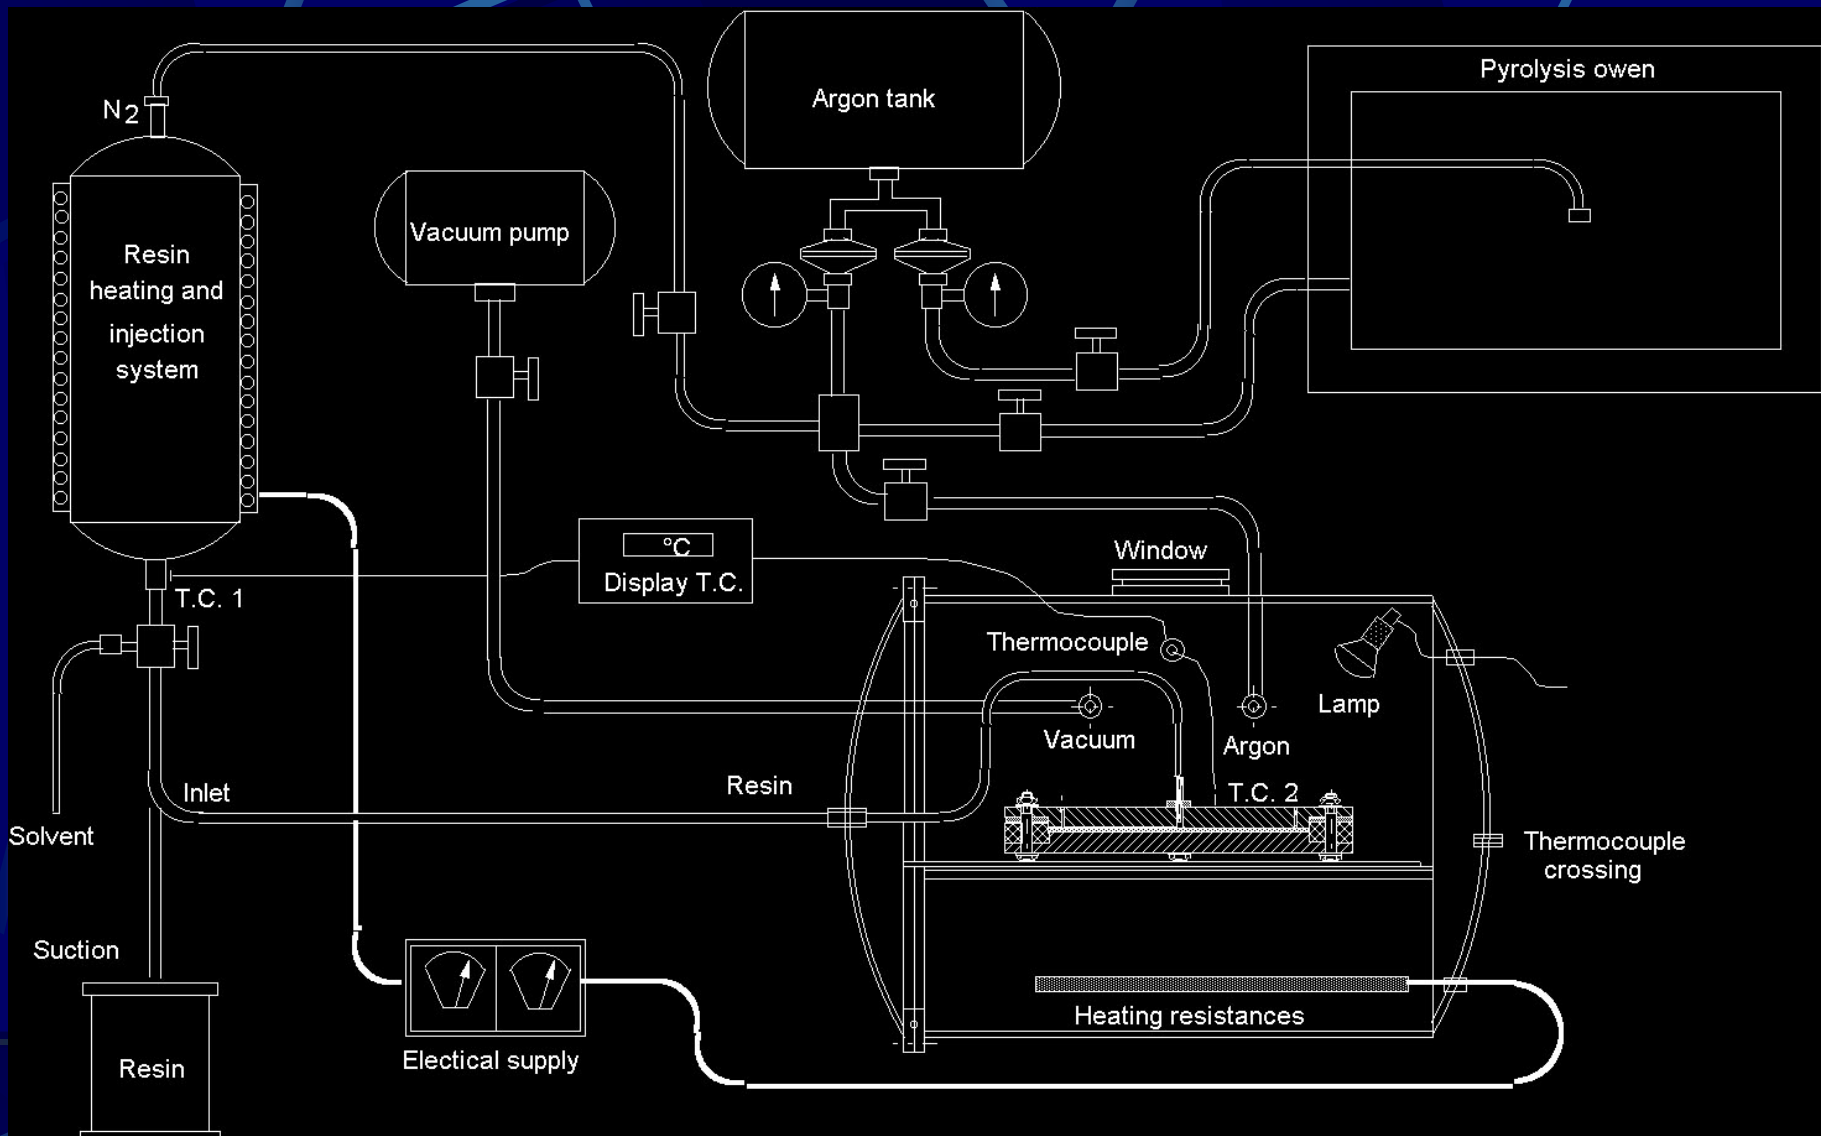 Pyrolysis owen
Argon tank
N2
Vacuum pump
Resin
heating and
injection
system
°C
Display T.C.
Window
T.C. 1
Thermocouple
Lamp
Vacuum
Argon
Inlet
Resin
T.C. 2
Solvent
Thermocouple
crossing
Suction
Heating resistances
Electical supply
Resin